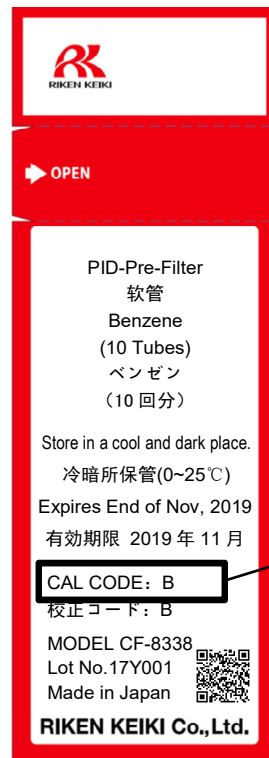 RIKEN KEIKI
OPEN
PID-Pre-Filter
软管
Benzene
(10 Tubes)
ベンゼン
（10 回分）
Store in a cool and dark place.
冷暗所保管(0~25℃)
Expires End of Nov, 2019
有効期限 2019 年 11 月
CAL CODE：B
校正コード：B
MODEL CF-8338
Lot No.17Y001
Made in Japan
RIKEN KEIKI Co.,Ltd.